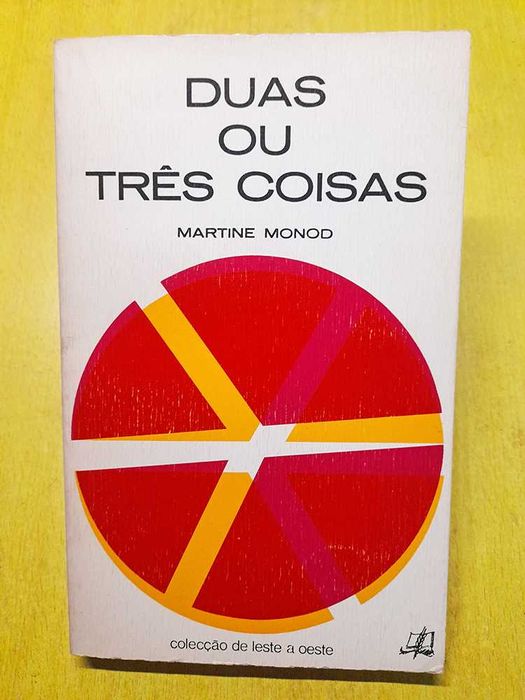 DUAS
OU
TRÊS COISAS
MARTINE MONOD
colecção de leste a oeste